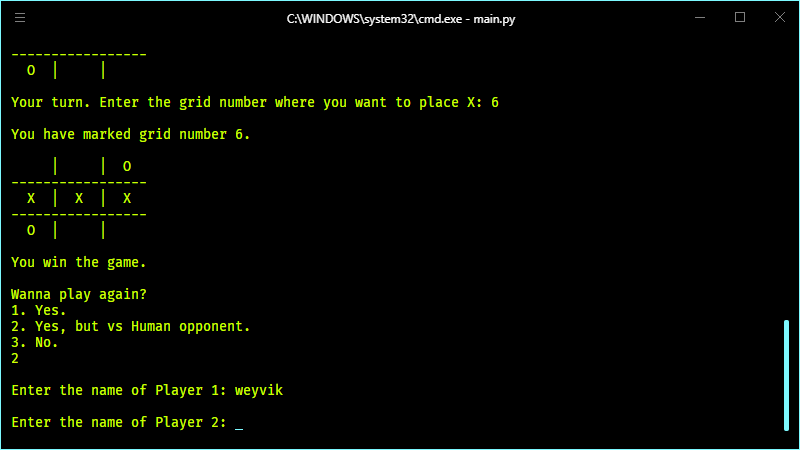 C:\WINDOWS\system32\cmd.exe - main.py
-----------------
  O  |     |
Your turn. Enter the grid number where you want to place X: 6
You have marked grid number 6.
     |     |  O
-----------------
  X  |  X  |  X
-----------------
  O  |     |
You win the game.
Wanna play again?
1. Yes.
2. Yes, but vs Human opponent.
3. No.
2
Enter the name of Player 1: weyvik
Enter the name of Player 2: _